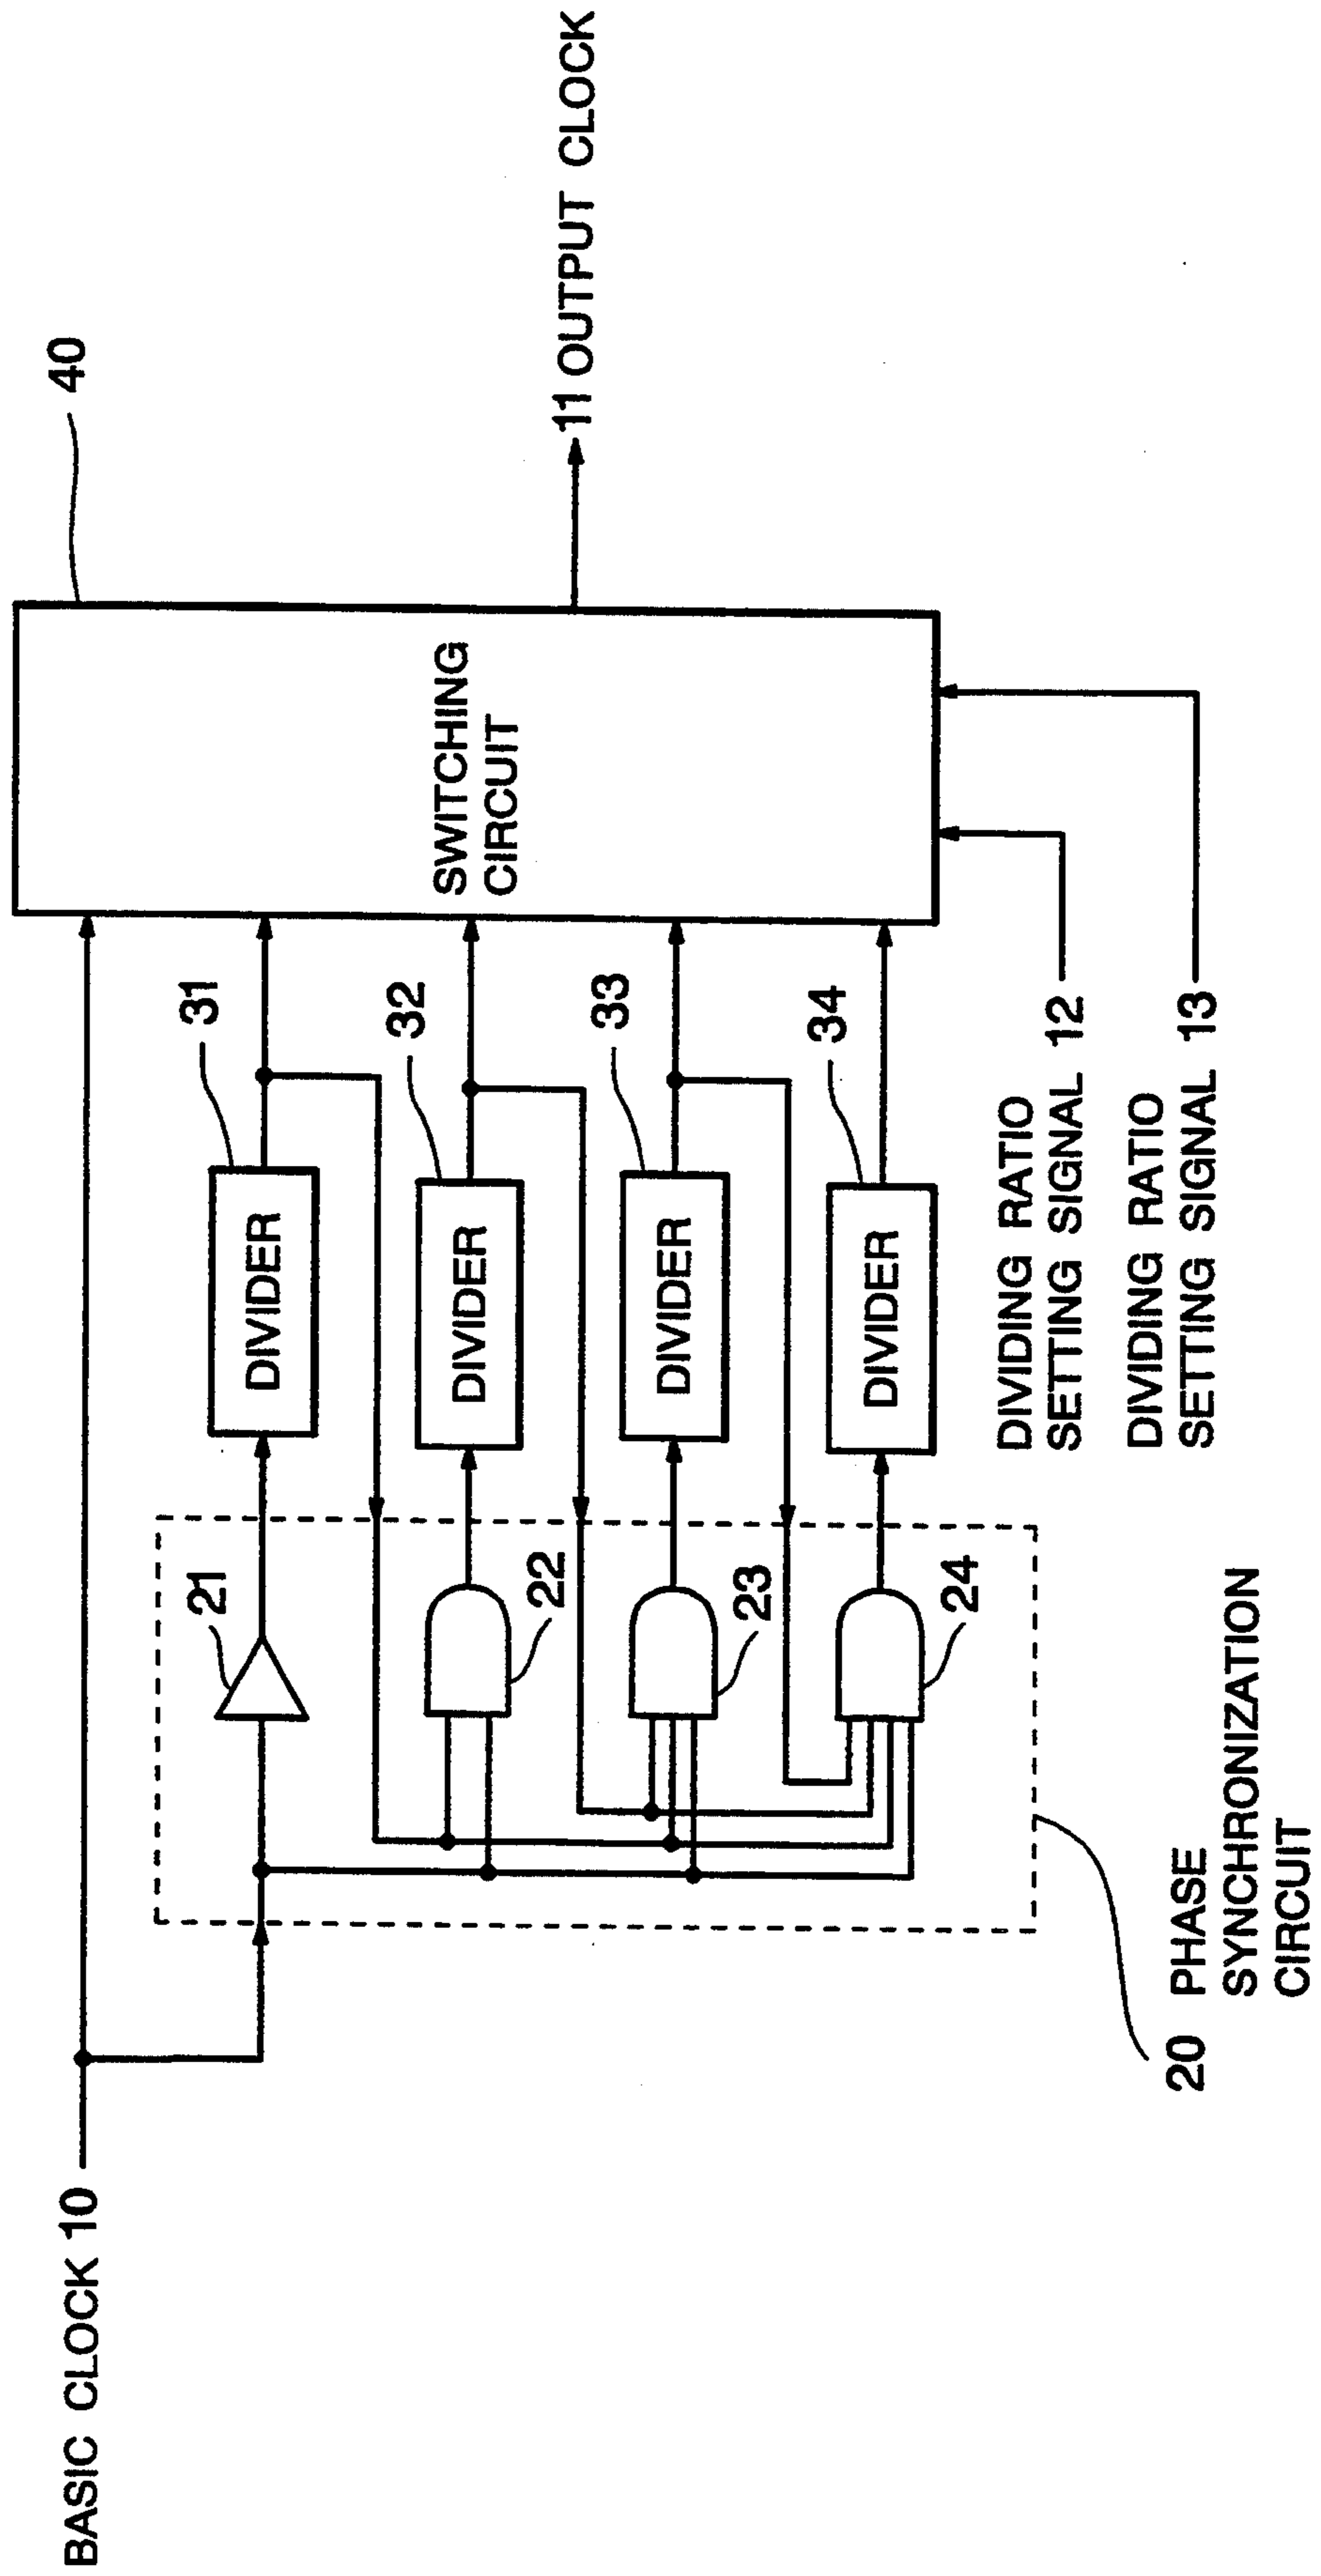 BASIC CLOCK 10
40
31
DIVIDER
21
32
DIVIDER
22
SWITCHING
CIRCUIT
11 OUTPUT CLOCK
33
DIVIDER
23
34
DIVIDER
24
DIVIDING RATIO
SETTING SIGNAL 12
DIVIDING RATIO
SETTING SIGNAL 13
20 PHASE
SYNCHRONIZATION
CIRCUIT